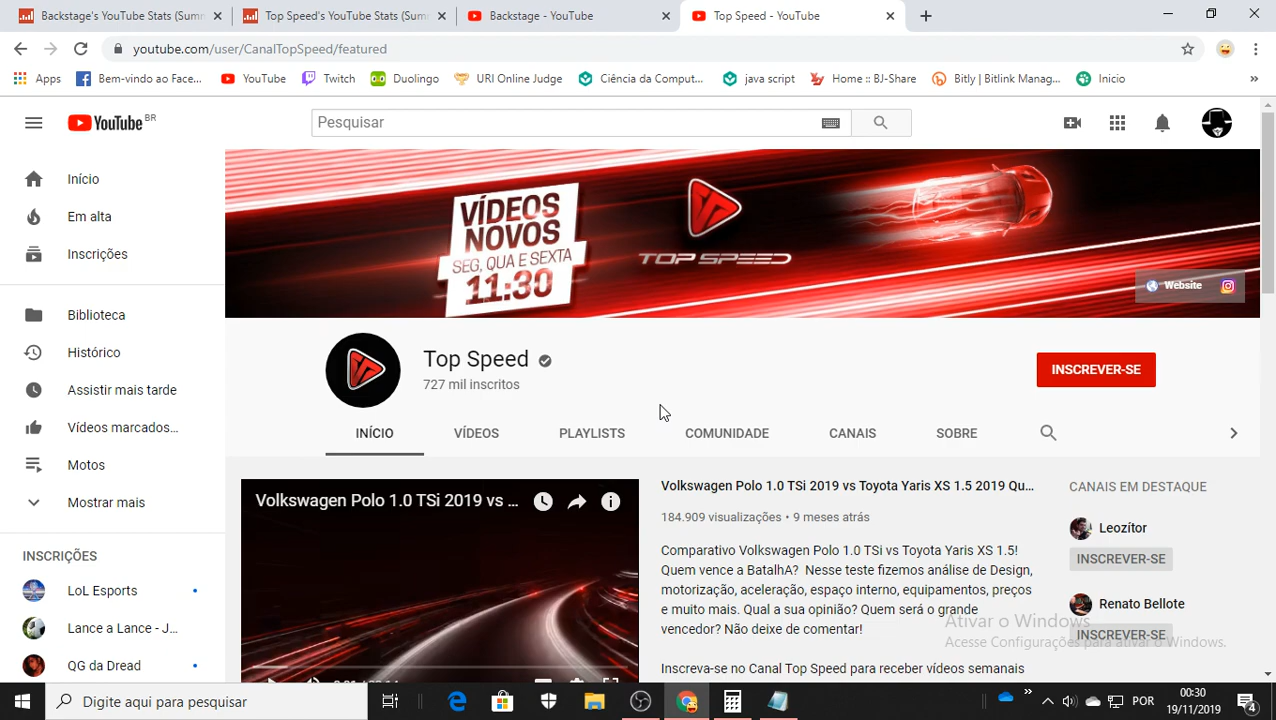 Backstage's YouTube Stats (Summ
Top Speed's YouTube Stats (Sum
Backstage - YouTube
Top Speed - YouTube
youtube.com/user/CanalTopSpeed/featured
Apps
Bem-vindo ao Face...
YouTube
Twitch
Duolingo
URI Online Judge
Ciência da Comput...
java script
Home :: BJ-Share
Bitly | Bitlink Manag...
Inicio
YouTube BR
Pesquisar
Início
Em alta
Inscrições
Biblioteca
Histórico
Assistir mais tarde
Vídeos marcados...
Motos
Mostrar mais
INSCRIÇÕES
LoL Esports
Lance a Lance - J...
QG da Dread
VÍDEOS
NOVOS
SEG, QUA E SEXTA
11:30
TOP SPEED
Website
Top Speed
727 mil inscritos
INSCREVER-SE
INÍCIO
VÍDEOS
PLAYLISTS
COMUNIDADE
CANAIS
SOBRE
Volkswagen Polo 1.0 TSi 2019 vs ...
Volkswagen Polo 1.0 TSi 2019 vs Toyota Yaris XS 1.5 2019 Qu...
184.909 visualizações • 9 meses atrás
Comparativo Volkswagen Polo 1.0 TSi vs Toyota Yaris XS 1.5!
Quem vence a BatalhA? Nesse teste fizemos análise de Design,
motorização, aceleração, espaço interno, equipamentos, preços
e muito mais. Qual a sua opinião? Quem será o grande
vencedor? Não deixe de comentar!
Inscreva-se no Canal Top Speed para receber vídeos semanais
CANAIS EM DESTAQUE
Leozítor
INSCREVER-SE
Renato Bellote
INSCREVER-SE
Ativar o Windows
Acesse Configurações para ativar o Windows.
Digite aqui para pesquisar
POR
00:30
19/11/2019
4